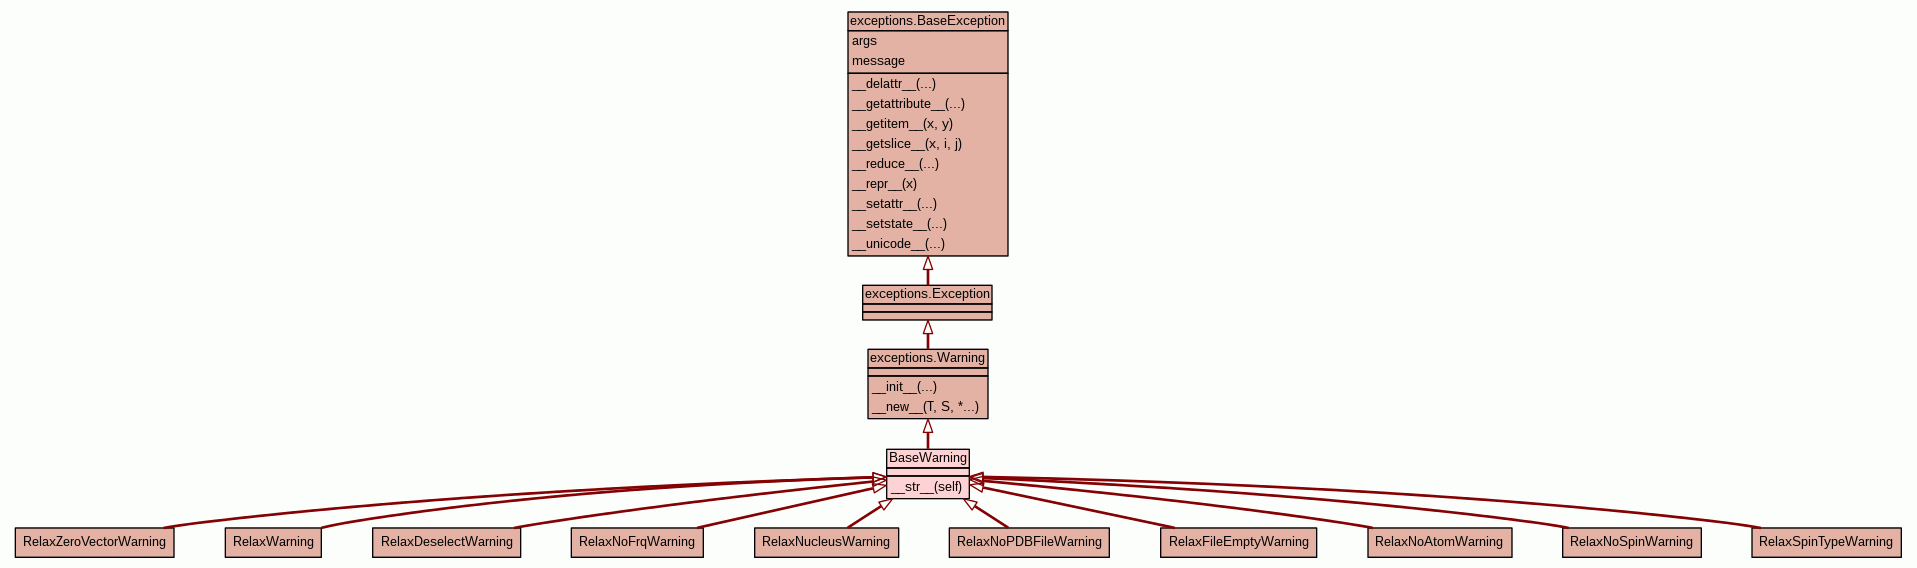 exceptions.BaseException
args
message
__delattr__(...)
__getattribute__(...)
__getitem__(x, y)
__getslice__(x, i, j)
__reduce__(...)
__repr__(x)
__setattr__(...)
__setstate__(...)
__unicode__(...)
exceptions.Exception
exceptions.Warning
__init__(...)
__new__(T, S, *...)
BaseWarning
__str__(self)
RelaxZeroVectorWarning
RelaxWarning
RelaxDeselectWarning
RelaxNoFrqWarning
RelaxNucleusWarning
RelaxNoPDBFileWarning
RelaxFileEmptyWarning
RelaxNoAtomWarning
RelaxNoSpinWarning
RelaxSpinTypeWarning